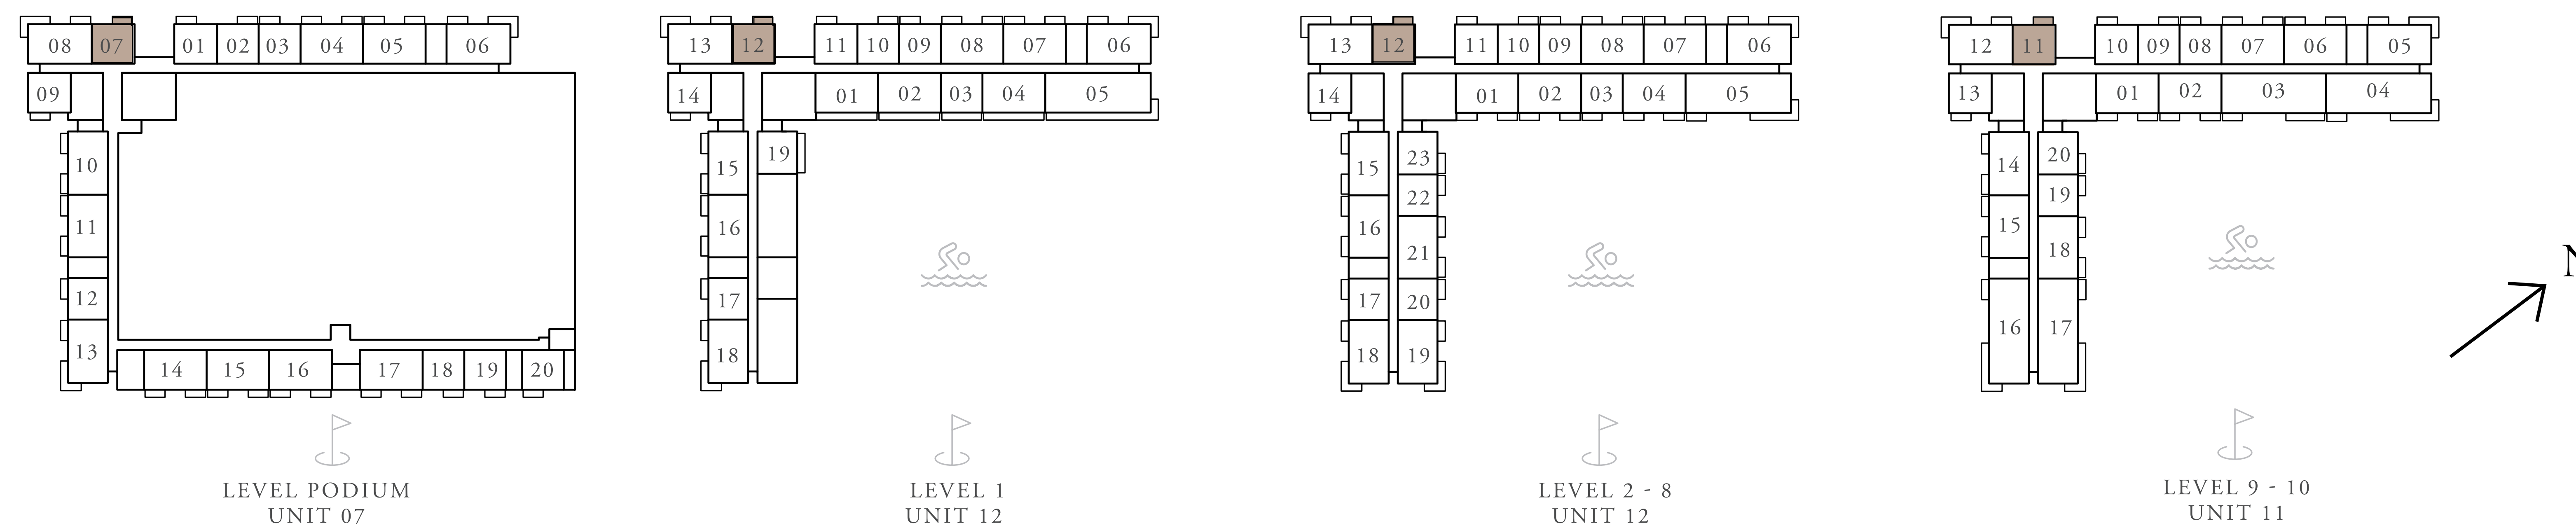 08 07 01 02 03 04 05 06
09
10
11
12
13
14 15 16 17 18 19 20
LEVEL PODIUM
UNIT 07
13 12 11 10 09 08 07 06
14 01 02 03 04 05
15 19
16
17
18
LEVEL 1
UNIT 12
13 12 11 10 09 08 07 06
14 01 02 03 04 05
15 23
22
16 21
17 20
18 19
LEVEL 2 - 8
UNIT 12
12 11 10 09 08 07 06 05
13 01 02 03 04
14 20
19
15 18
16 17
LEVEL 9 - 10
UNIT 11
N